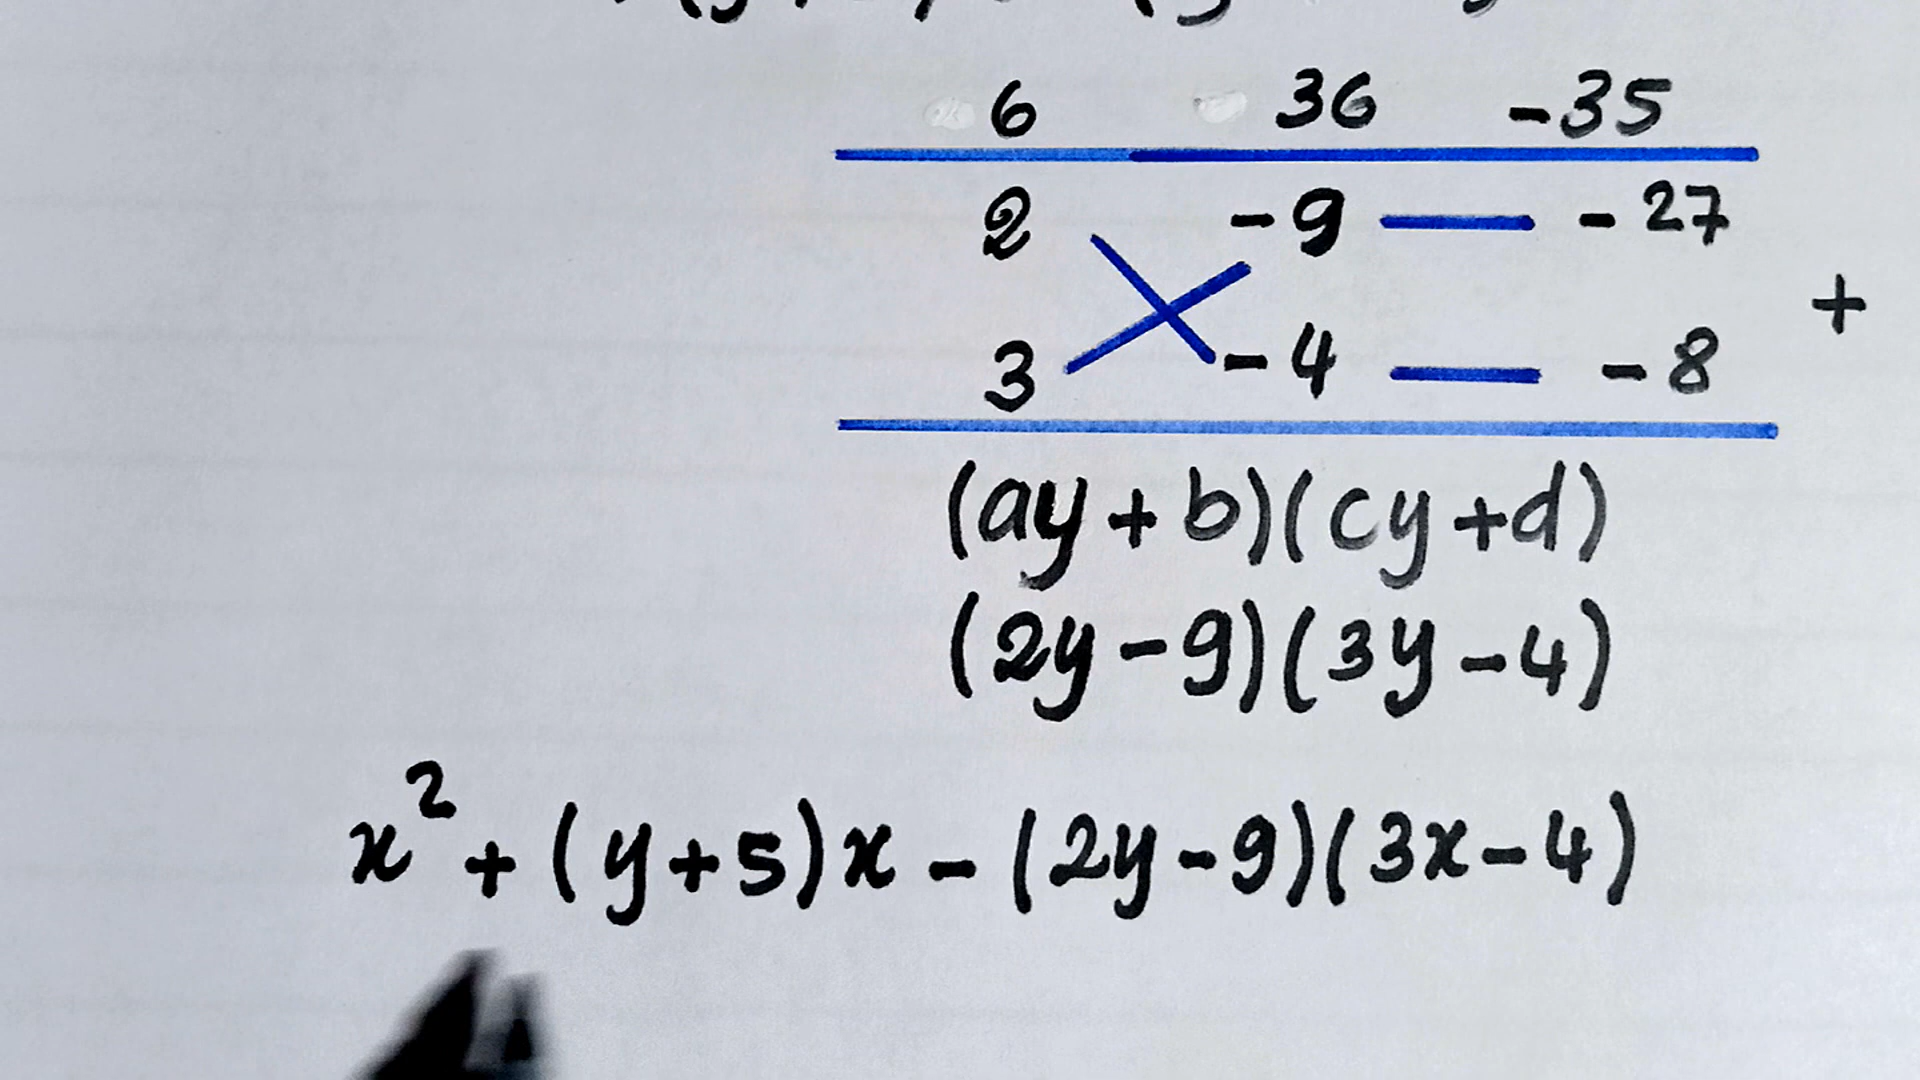 6 36 -35
2 -9 — -27
+
3 -4 — -8
(ay+b)(cy+d)
(2y-9)(3y-4)
x²+(y+5)x-(2y-9)(3x-4)